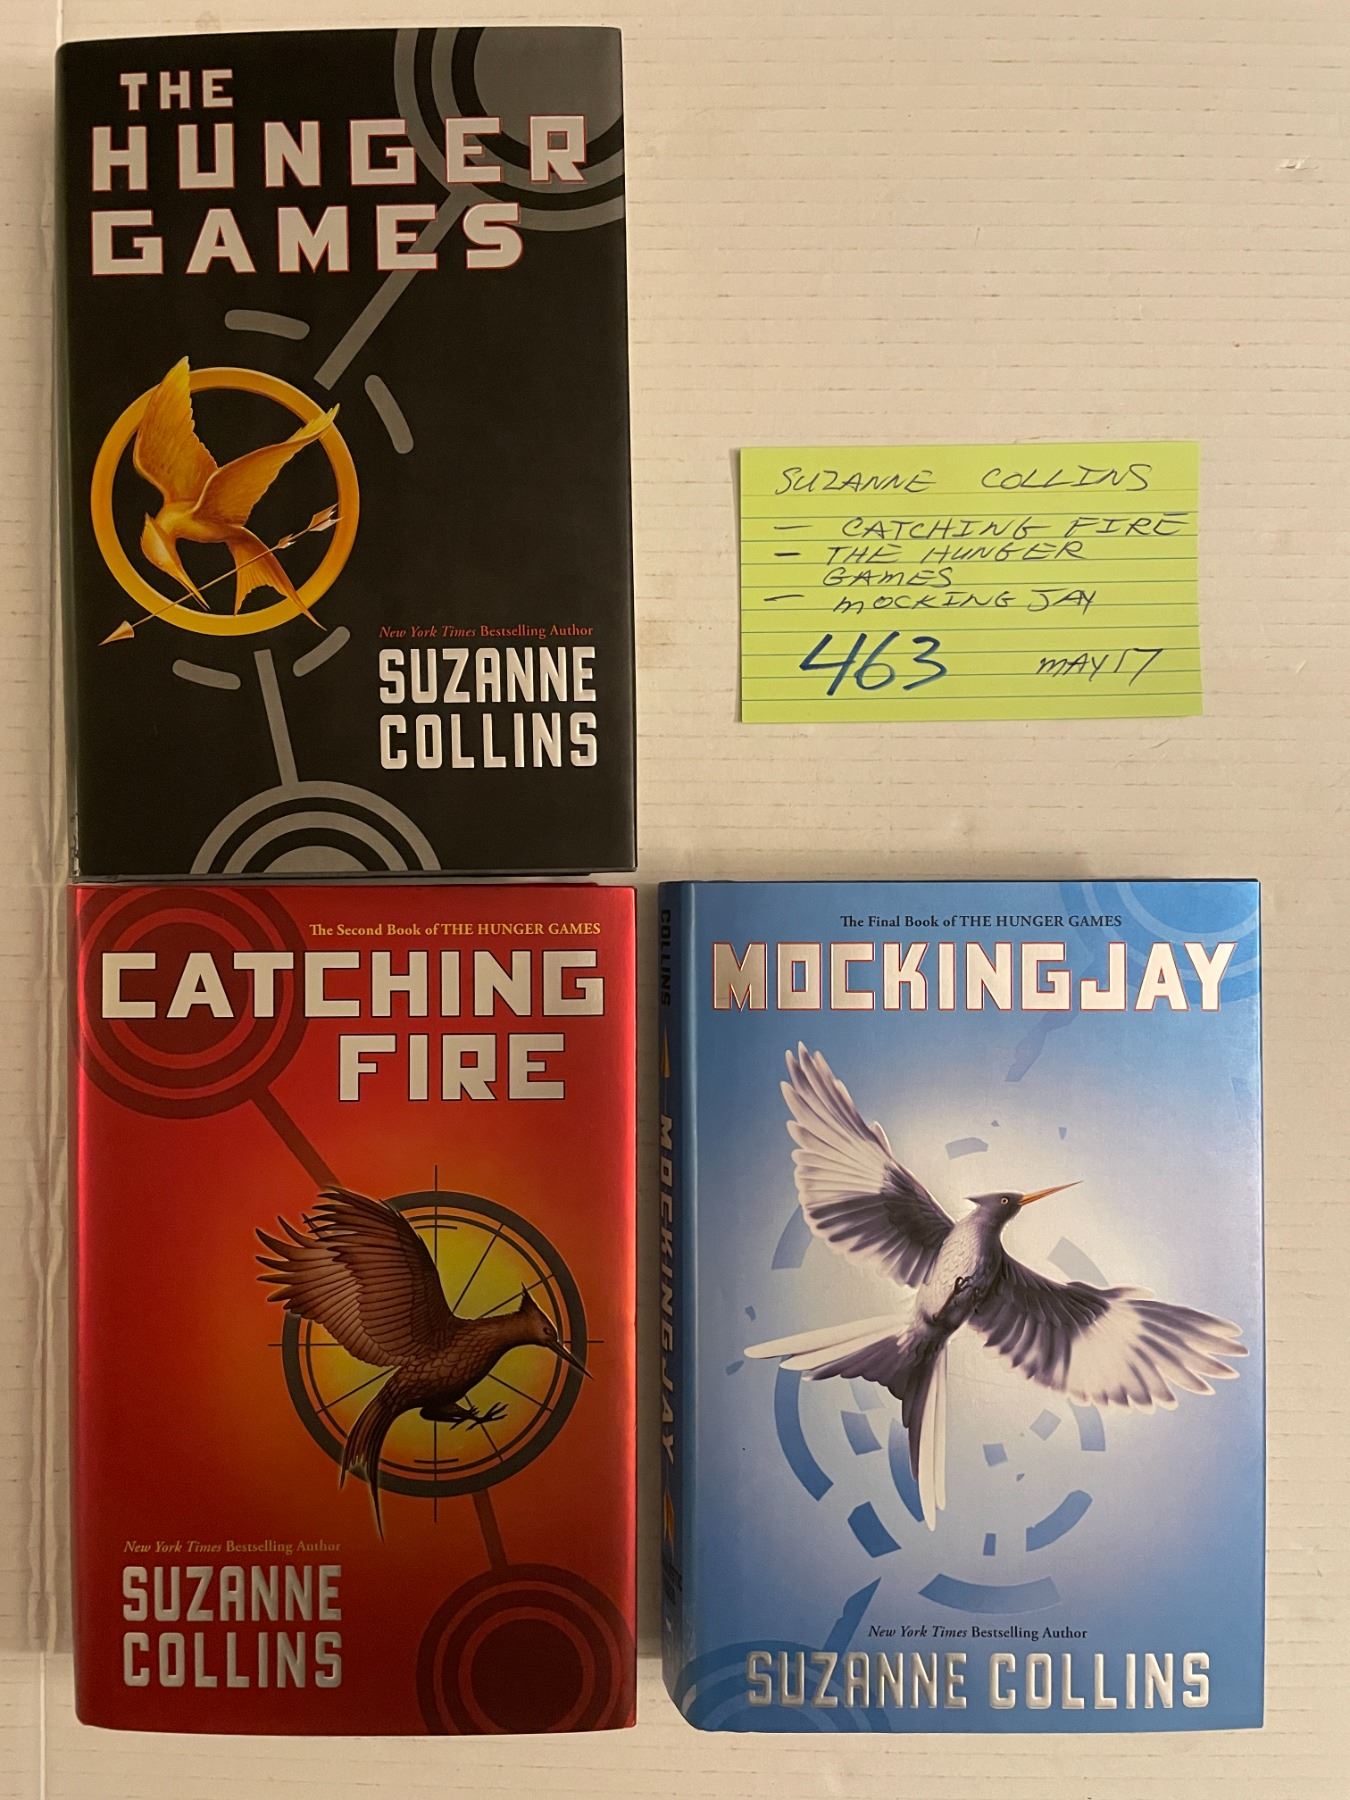 THE
HUNGER
GAMES
New York Times Bestselling Author
SUZANNE
COLLINS
SUZANNE COLLINS
— CATCHING FIRE
— THE HUNGER
GAMES
— MOCKING JAY
463 MAY 17
The Second Book of THE HUNGER GAMES
CATCHING
FIRE
New York Times Bestselling Author
SUZANNE
COLLINS
COLLINS
MOCKINGJAY
The Final Book of THE HUNGER GAMES
MOCKINGJAY
New York Times Bestselling Author
SUZANNE COLLINS